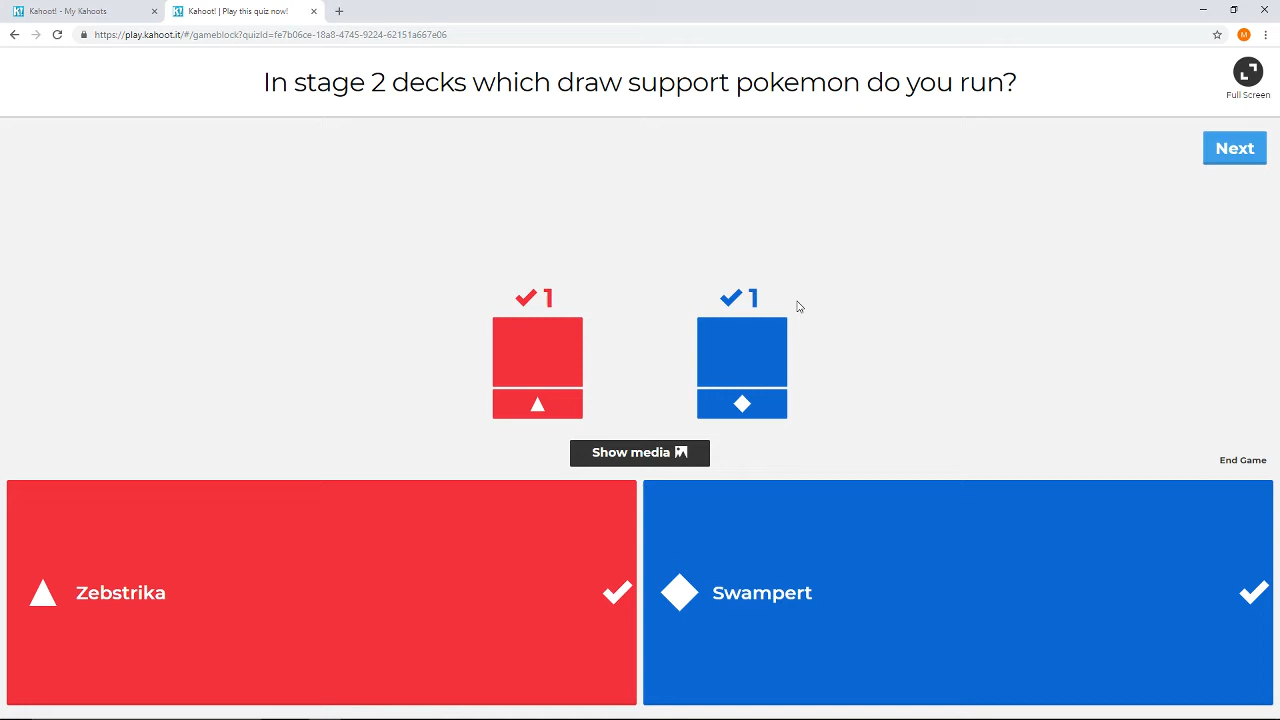 Kahoot! - My Kahoots
Kahoot! | Play this quiz now!
https://play.kahoot.it/#/gameblock?quizId=fe7b06ce-18a8-4745-9224-62151a667e06
M
In stage 2 decks which draw support pokemon do you run?
Full Screen
Next
1
1
Show media
End Game
Zebstrika
Swampert